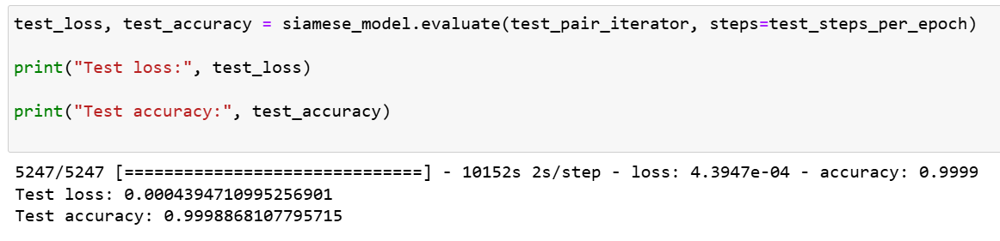 test_loss, test_accuracy = siamese_model.evaluate(test_pair_iterator, steps=test_steps_per_epoch)
print("Test loss:", test_loss)
print("Test accuracy:", test_accuracy)
5247/5247 [==============================] - 10152s 2s/step - loss: 4.3947e-04 - accuracy: 0.9999
Test loss: 0.0004394710995256901
Test accuracy: 0.9998868107795715